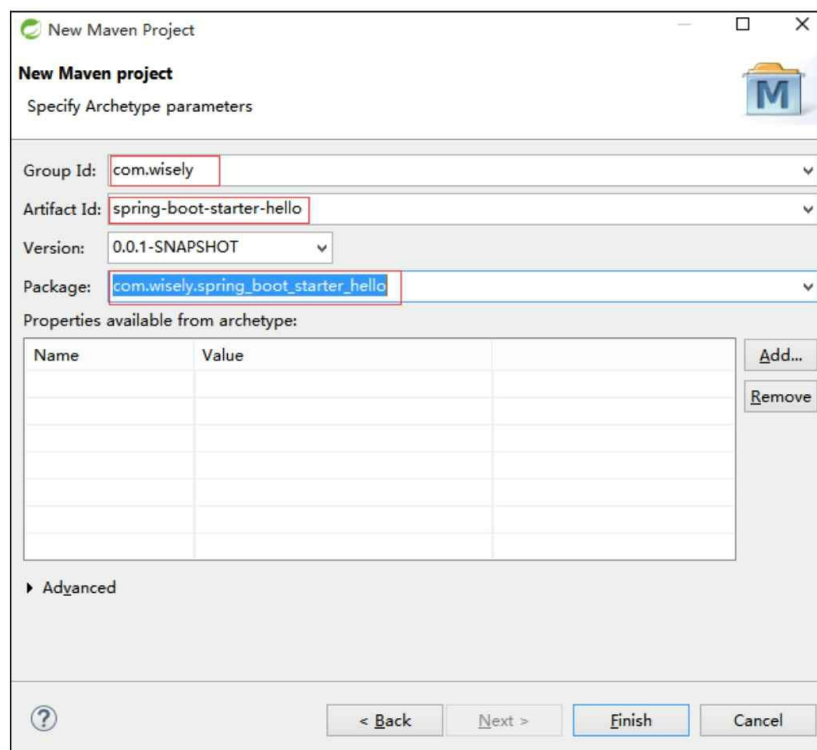 New Maven Project
New Maven project
Specify Archetype parameters
M
Group Id: com.wisely
Artifact Id: spring-boot-starter-hello
Version: 0.0.1-SNAPSHOT
Package: com.wisely.spring_boot_starter_hello
Properties available from archetype:
Name Value
Add...
Remove
Advanced
? < Back Next > Finish Cancel